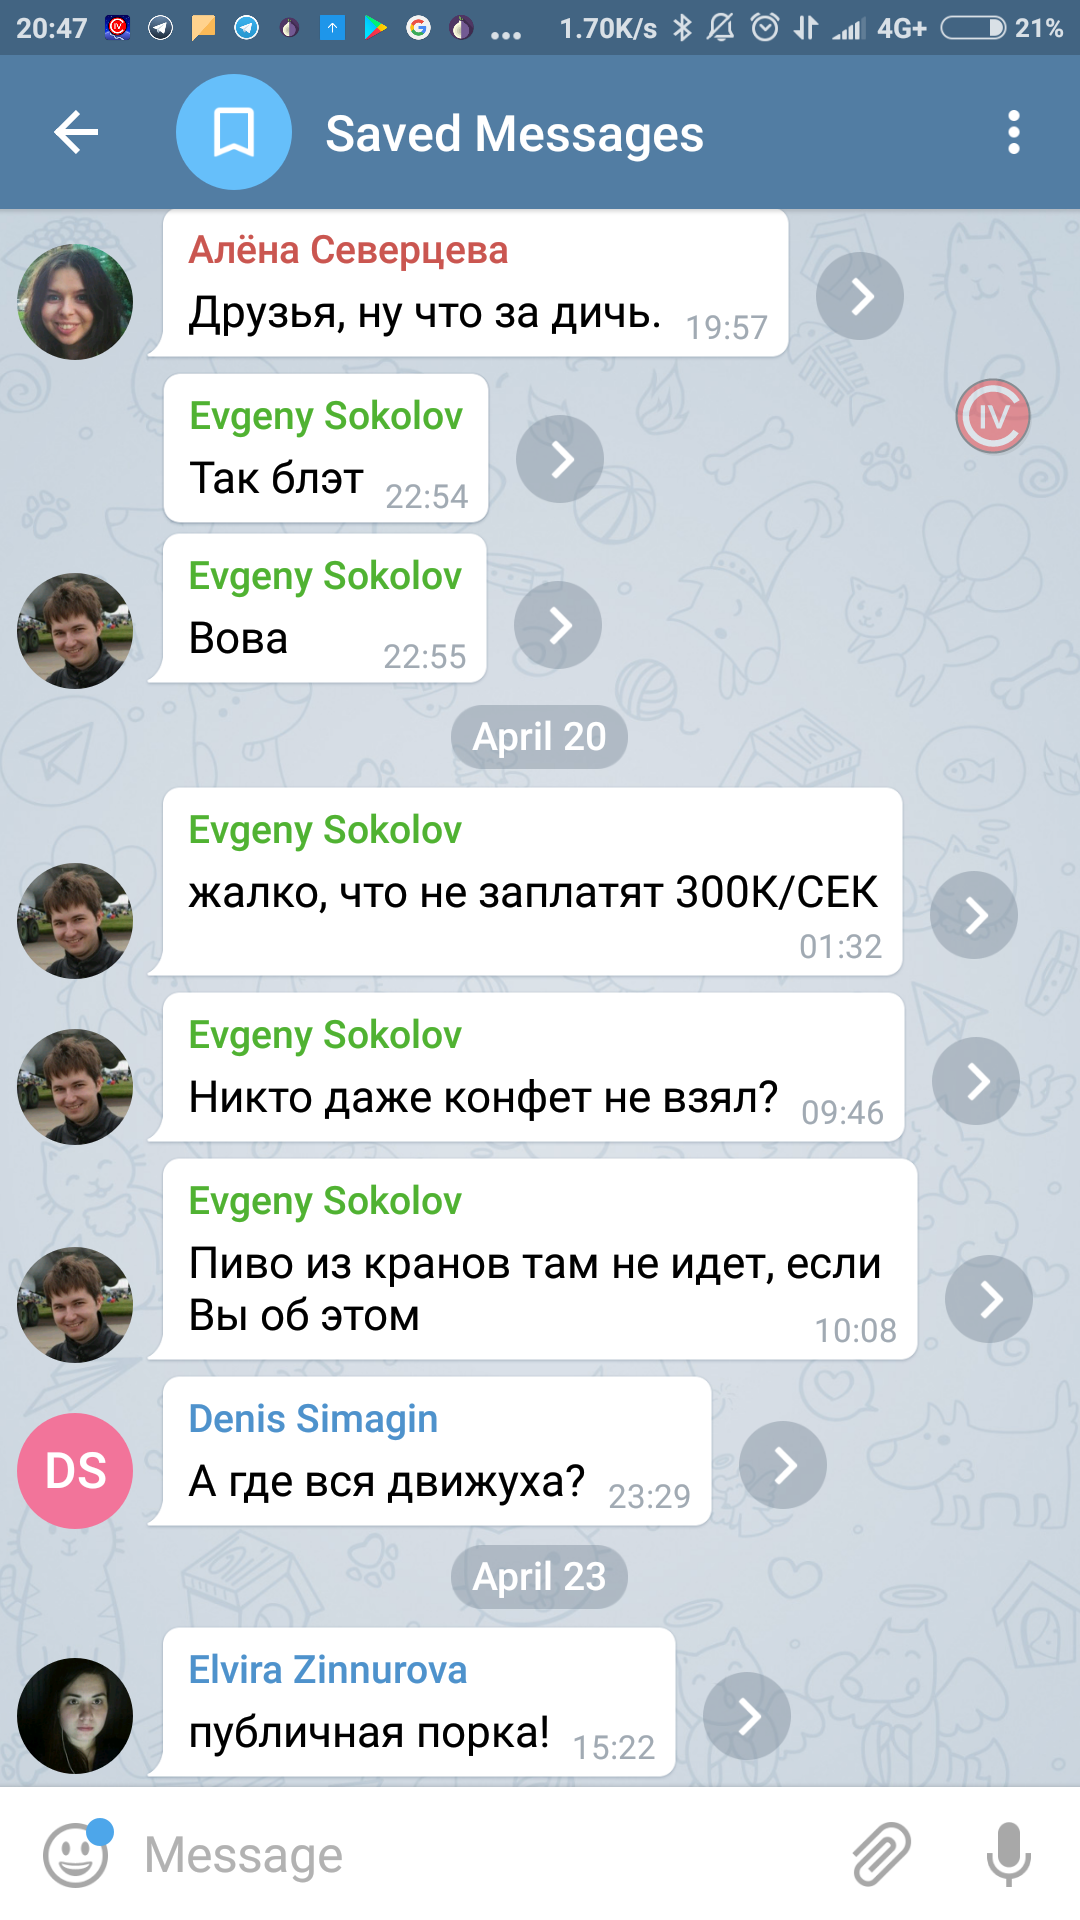 20:47 ... 1.70K/s 4G+ 21%
Saved Messages
Алёна Северцева
Друзья, ну что за дичь. 19:57
IV
Evgeny Sokolov
Так блэт 22:54
Evgeny Sokolov
Вова 22:55
April 20
Evgeny Sokolov
жалко, что не заплатят 300К/СЕК
01:32
Evgeny Sokolov
Никто даже конфет не взял? 09:46
Evgeny Sokolov
Пиво из кранов там не идет, если
Вы об этом 10:08
DS
Denis Simagin
А где вся движуха? 23:29
April 23
Elvira Zinnurova
публичная порка! 15:22
Message